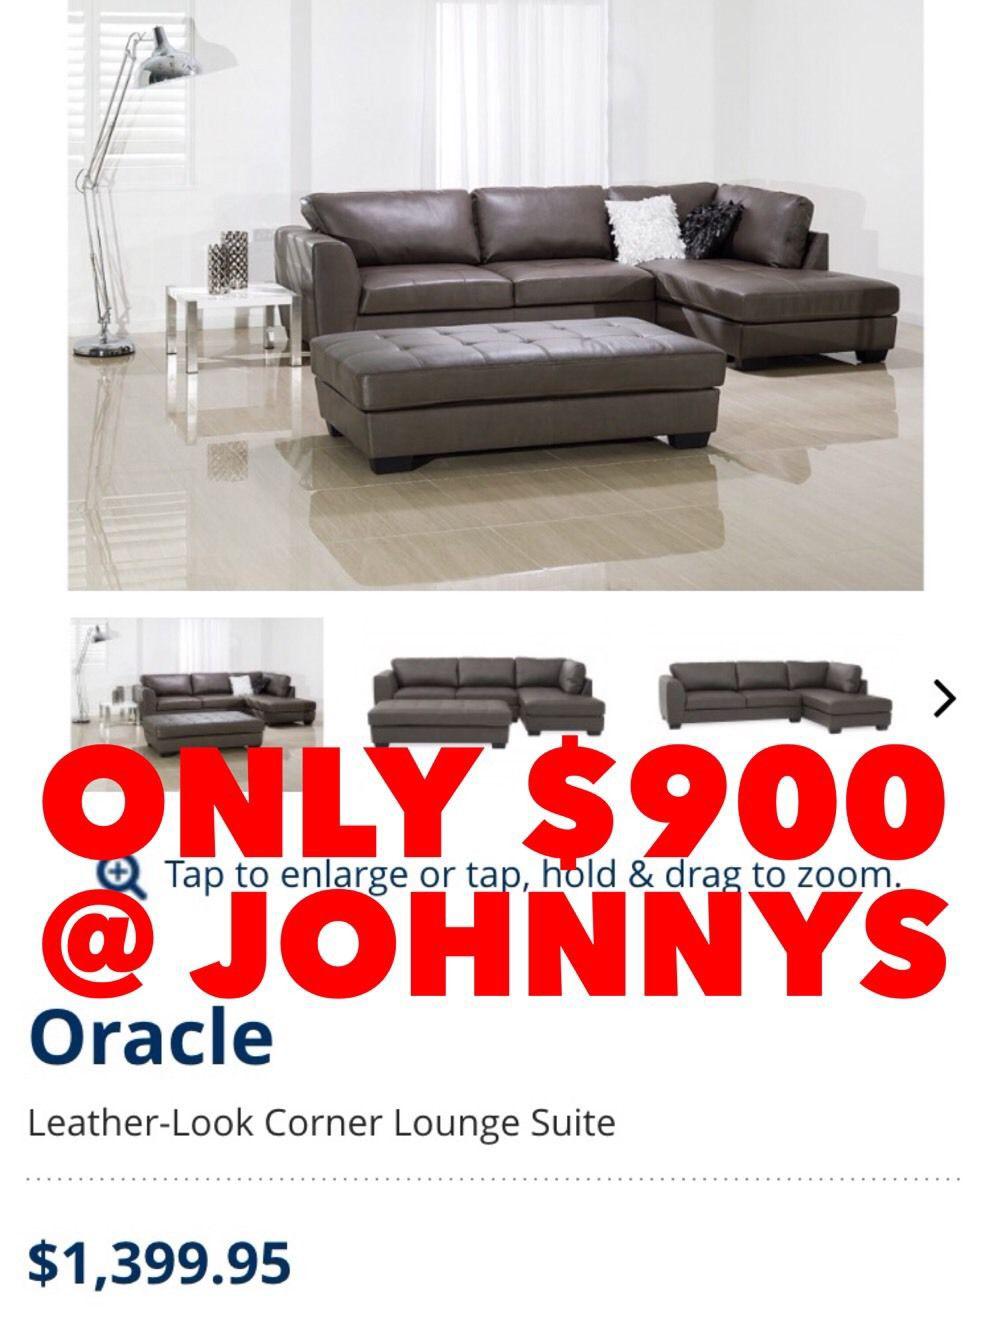 ONLY $900
Tap to enlarge or tap, hold & drag to zoom.
@ JOHNNYS
Oracle
Leather-Look Corner Lounge Suite
$1,399.95